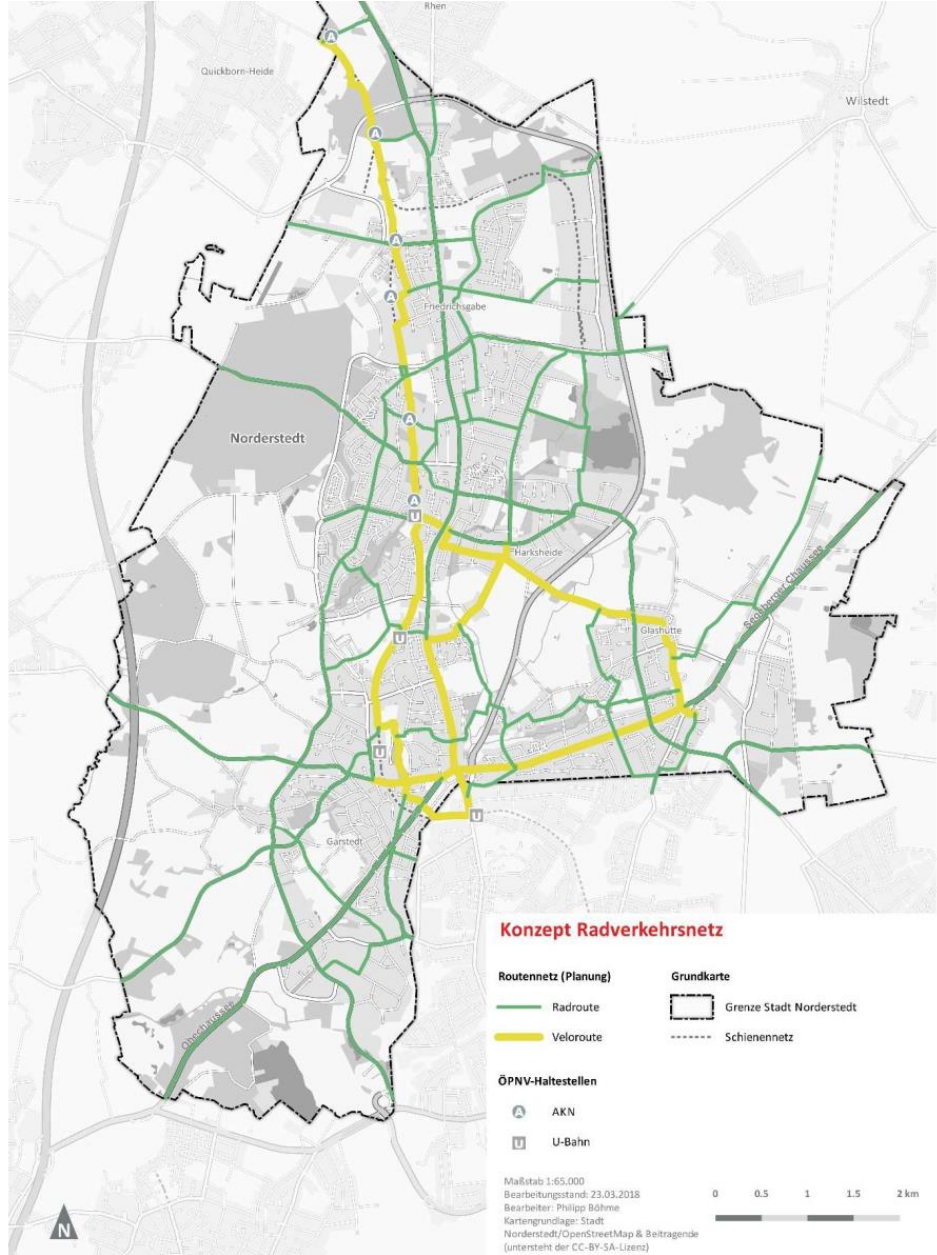 Rhen
A
Quickborn-Heide
Wilstedt
A
A
A
Friedrichsgabe
A
Norderstedt
A
U
Harksheide
Segeberger Chaussee
Glashütte
U
U
U
Garstedt
Ohechaussee
Konzept Radverkehrsnetz
Routennetz (Planung)
Radroute
Veloroute
Grundkarte
Grenze Stadt Norderstedt
Schienennetz
ÖPNV-Haltestellen
A AKN
U U-Bahn
Maßstab 1:65.000
Bearbeitungsstand: 23.03.2018
Bearbeiter: Philipp Böhme
Kartengrundlage: Stadt
Norderstedt/OpenStreetMap & Beitragende
(untersteht der CC-BY-SA-Lizenz)
0 0.5 1 1.5 2 km
N